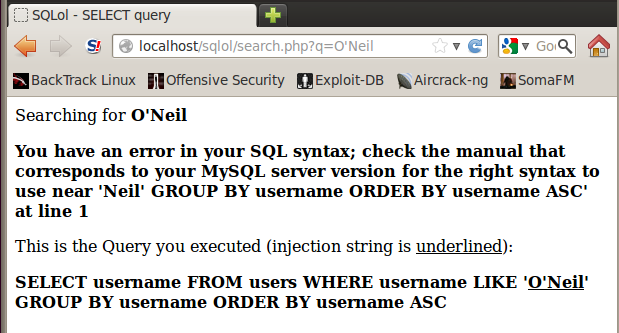 SQLol - SELECT query
localhost/sqlol/search.php?q=O'Neil
Goo
BackTrack Linux Offensive Security Exploit-DB Aircrack-ng SomaFM
Searching for O'Neil
You have an error in your SQL syntax; check the manual that
corresponds to your MySQL server version for the right syntax to
use near 'Neil' GROUP BY username ORDER BY username ASC'
at line 1
This is the Query you executed (injection string is underlined):
SELECT username FROM users WHERE username LIKE 'O'Neil'
GROUP BY username ORDER BY username ASC